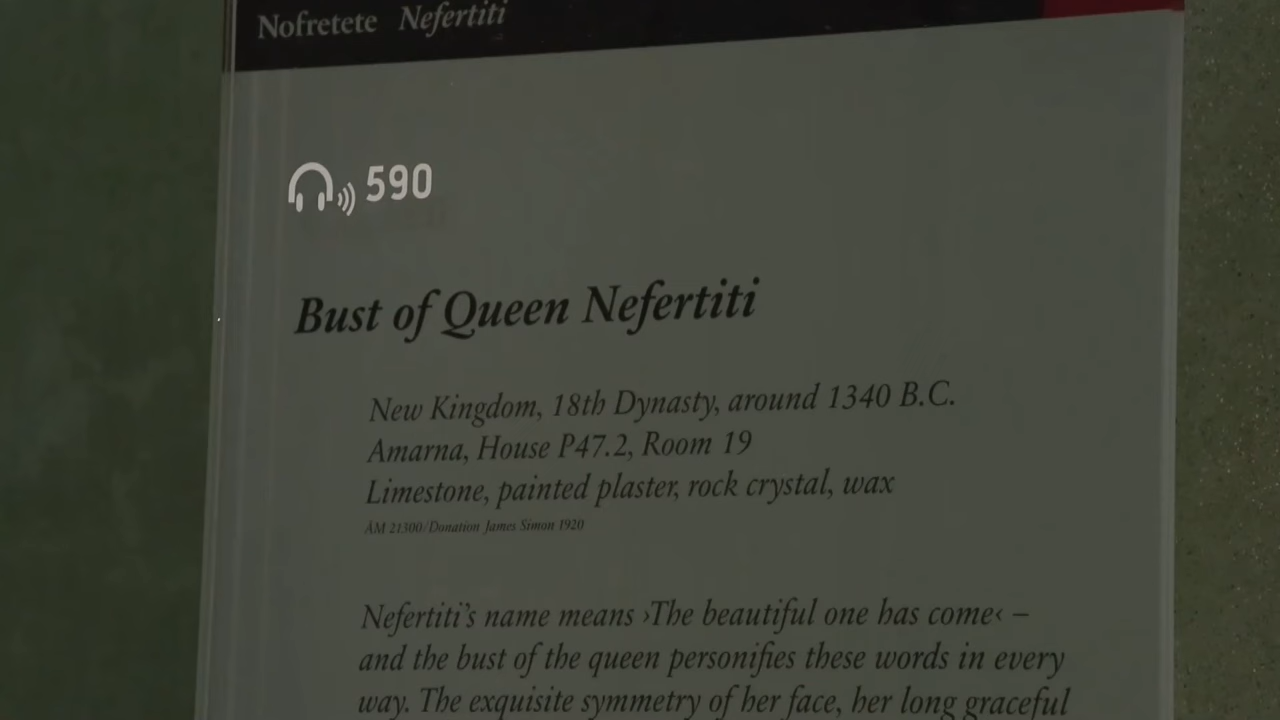 Nofretete Nefertiti
590
Bust of Queen Nefertiti
New Kingdom, 18th Dynasty, around 1340 B.C.
Amarna, House P47.2, Room 19
Limestone, painted plaster, rock crystal, wax
ÄM 21300/Donation James Simon 1920
Nefertiti's name means ›The beautiful one has come‹ –
and the bust of the queen personifies these words in every
way. The exquisite symmetry of her face, her long graceful